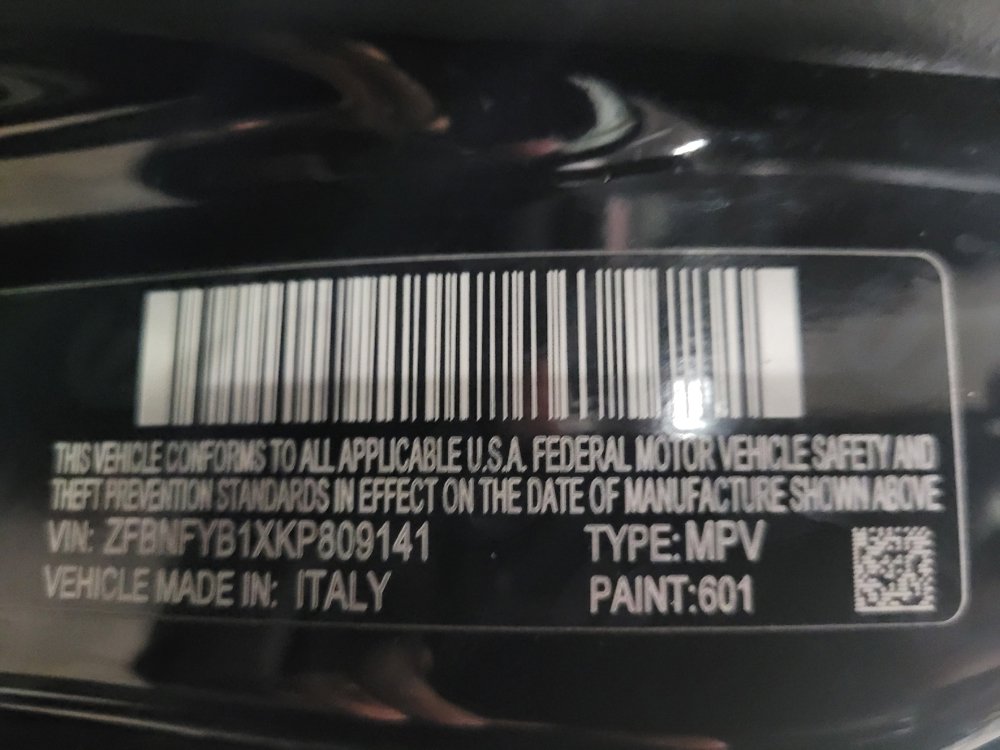 THIS VEHICLE CONFORMS TO ALL APPLICABLE U.S.A. FEDERAL MOTOR VEHICLE SAFETY AND
THEFT PREVENTION STANDARDS IN EFFECT ON THE DATE OF MANUFACTURE SHOWN ABOVE
VIN: ZFBNFYB1XKP809141 TYPE: MPV
VEHICLE MADE IN: ITALY PAINT:601